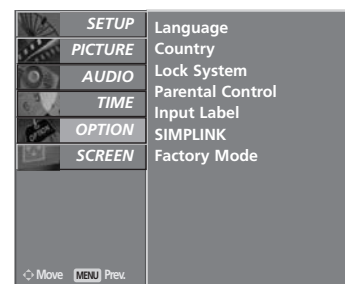 SETUP
PICTURE
AUDIO
TIME
OPTION
SCREEN
Language
Country
Lock System
Parental Control
Input Label
SIMPLINK
Factory Mode
Move MENU Prev.